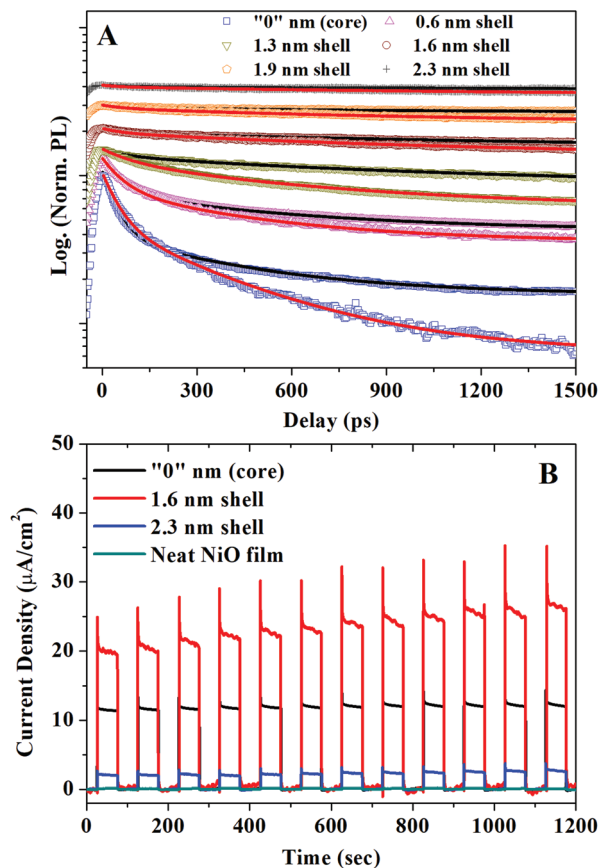 A
"0" nm (core) 0.6 nm shell
1.3 nm shell 1.6 nm shell
1.9 nm shell 2.3 nm shell
Loge (Norm. PL)
0 300 600 900 1200 1500
Delay (ps)
B
"0" nm (core)
1.6 nm shell
2.3 nm shell
Neat NiO film
Current Density (μA/cm²)
50
40
30
20
10
0
0 200 400 600 800 1000 1200
Time (sec)